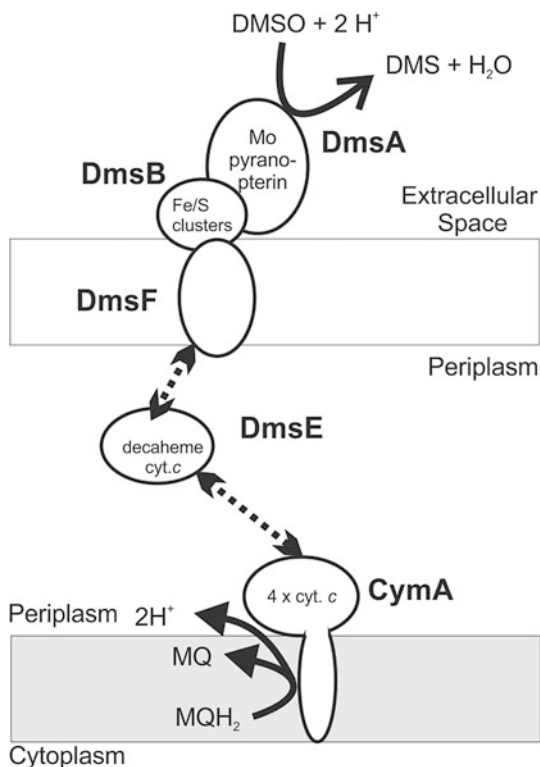 DMSO + 2 H⁺
DMS + H₂O
DmsA
Mo
pyrano-
pterin
DmsB
Fe/S
clusters
Extracellular
Space
DmsF
Periplasm
DmsE
decaheme
cyt.c
CymA
4 x cyt. c
Periplasm
2H⁺
MQ
MQH₂
Cytoplasm